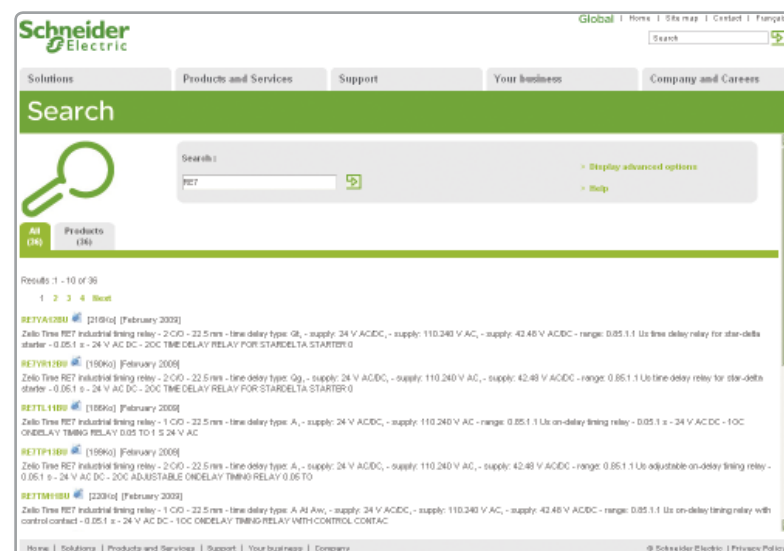 Schneider
Electric
Global | Home | Site map | Contact | França
Search
Solutions
Products and Services
Support
Your business
Company and Careers
Search
Search :
RE7
» Display advanced options
» Help
All
(36)
Products
(36)
Results :1 - 10 of 36
1 2 3 4 Next
RE7YA12BU [216Ko] [February 2009]
Zelio Time RE7 industrial timing relay - 2 C/O - 22.5 mm - time delay type: Qt, - supply: 24 V AC/DC, - supply: 110.240 V AC, - supply: 42.48 V AC/DC - range: 0.05.1.1 Us time delay relay for star-delta
starter - 0.05.1 s - 24 V AC DC - 2OC TIME DELAY RELAY FOR STARDELTA STARTER 0
RE7YR12BU [190Ko] [February 2009]
Zelio Time RE7 industrial timing relay - 2 C/O - 22.5 mm - time delay type: Qg, - supply: 24 V AC/DC, - supply: 110.240 V AC, - supply: 42.48 V AC/DC - range: 0.05.1.1 Us time delay relay for star-delta
starter - 0.05.1 s - 24 V AC DC - 2OC TIME DELAY RELAY FOR STARDELTA STARTER 0
RE7TL11BU [186Ko] [February 2009]
Zelio Time RE7 industrial timing relay - 1 C/O - 22.5 mm - time delay type: A, - supply: 24 V AC/DC, - supply: 110.240 V AC - range: 0.05.1.1 Us on-delay timing relay - 0.05.1 s - 24 V AC DC - 1OC
ONDELAY TIMING RELAY 0.05 TO 1 S 24 V AC
RE7TP13BU [199Ko] [February 2009]
Zelio Time RE7 industrial timing relay - 2 C/O - 22.5 mm - time delay type: A, - supply: 24 V AC/DC, - supply: 110.240 V AC, - supply: 42.48 V AC/DC - range: 0.05.1.1 Us adjustable on-delay timing relay -
0.05.1 s - 24 V AC DC - 2OC ADJUSTABLE ONDELAY TIMING RELAY 0.05 TO
RE7TM11BU [220Ko] [February 2009]
Zelio Time RE7 industrial timing relay - 1 C/O - 22.5 mm - time delay type: A At Aw, - supply: 24 V AC/DC, - supply: 110.240 V AC, - supply: 42.48 V AC/DC - range: 0.05.1.1 Us on-delay timing relay with
control contact - 0.05.1 s - 24 V AC DC - 1OC ONDELAY TIMING RELAY WITH CONTROL CONTAC
Home | Solutions | Products and Services | Support | Your business | Company
© Schneider Electric | Privacy Polic